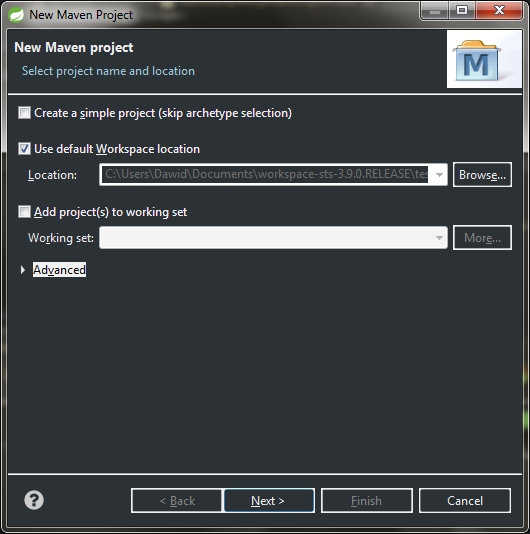 New Maven Project
New Maven project
Select project name and location
M
Create a simple project (skip archetype selection)
Use default Workspace location
Location: C:\Users\Dawid\Documents\workspace-sts-3.9.0.RELEASE\tes Browse...
Add project(s) to working set
Working set: More...
Advanced
? < Back Next > Finish Cancel